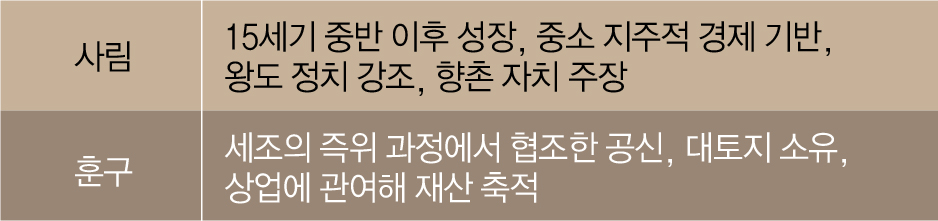 사림
15세기 중반 이후 성장, 중소 지주적 경제 기반,
왕도 정치 강조, 향촌 자치 주장
훈구
세조의 즉위 과정에서 협조한 공신, 대토지 소유,
상업에 관여해 재산 축적